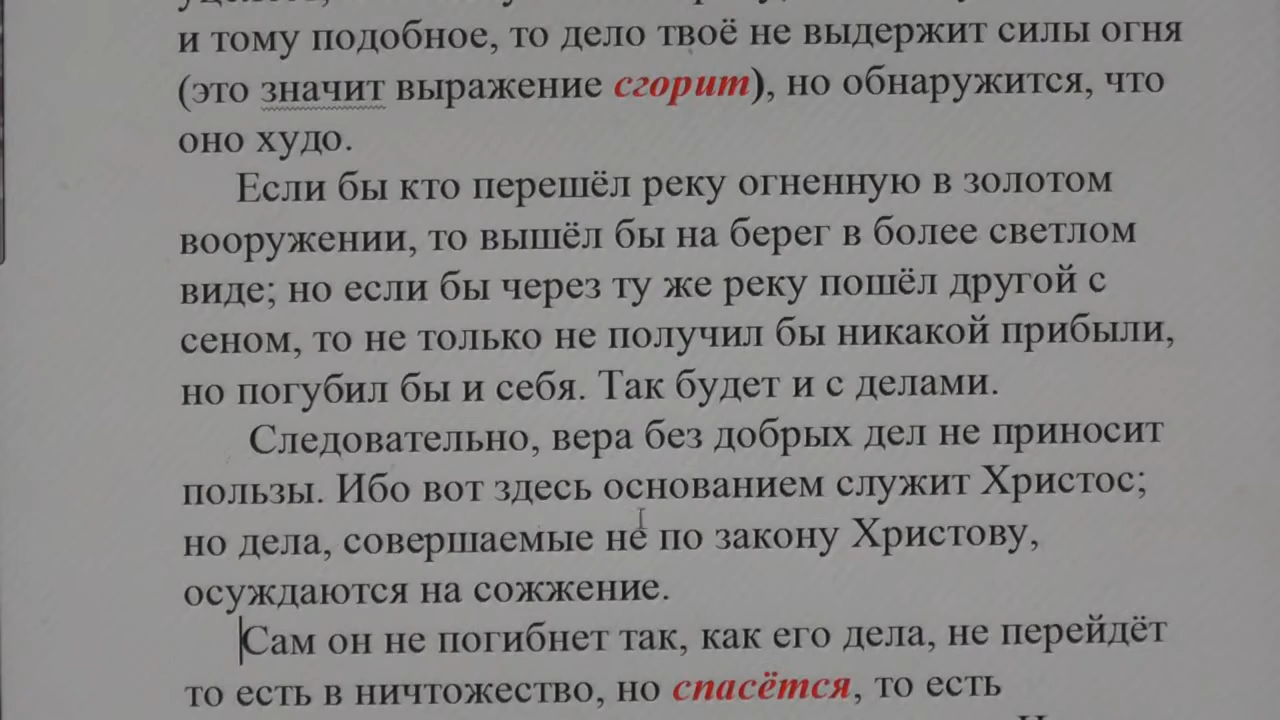 и тому подобное, то дело твоё не выдержит силы огня
(это значит выражение сгорит), но обнаружится, что
оно худо.
Если бы кто перешёл реку огненную в золотом
вооружении, то вышёл бы на берег в более светлом
виде; но если бы через ту же реку пошёл другой с
сеном, то не только не получил бы никакой прибыли,
но погубил бы и себя. Так будет и с делами.
Следовательно, вера без добрых дел не приносит
пользы. Ибо вот здесь основанием служит Христос;
но дела, совершаемые не по закону Христову,
осуждаются на сожжение.
Сам он не погибнет так, как его дела, не перейдёт
то есть в ничтожество, но спасётся, то есть